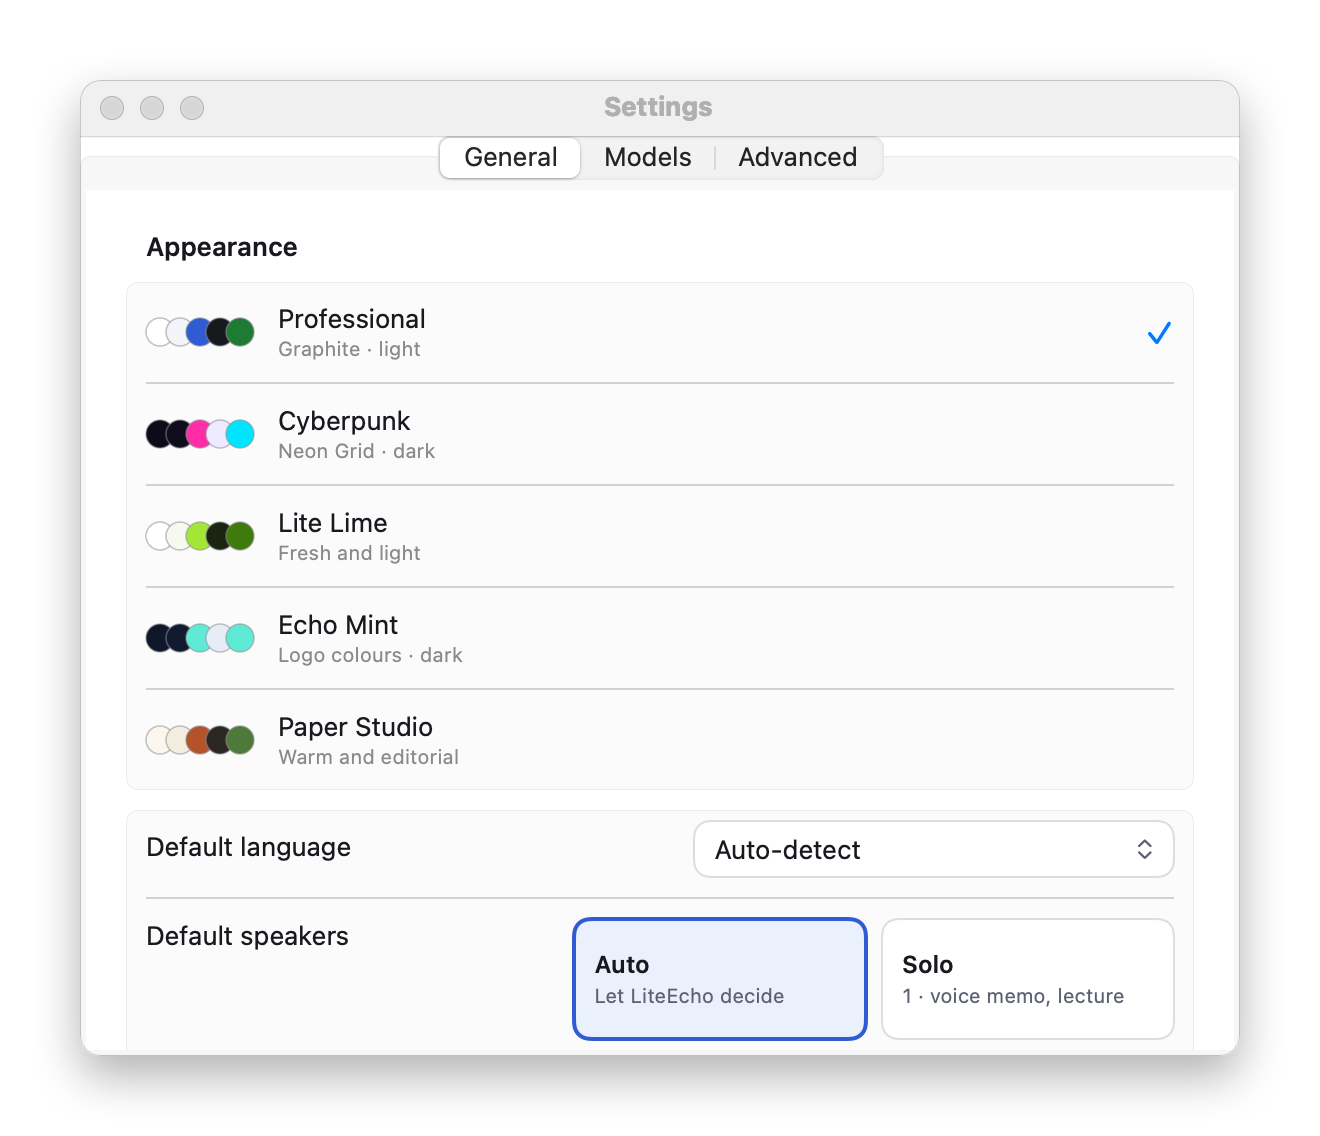 Settings
General Models Advanced
Appearance
Professional
Graphite · light
Cyberpunk
Neon Grid · dark
Lite Lime
Fresh and light
Echo Mint
Logo colours · dark
Paper Studio
Warm and editorial
Default language
Auto-detect
Default speakers
Auto
Let LiteEcho decide
Solo
1 · voice memo, lecture